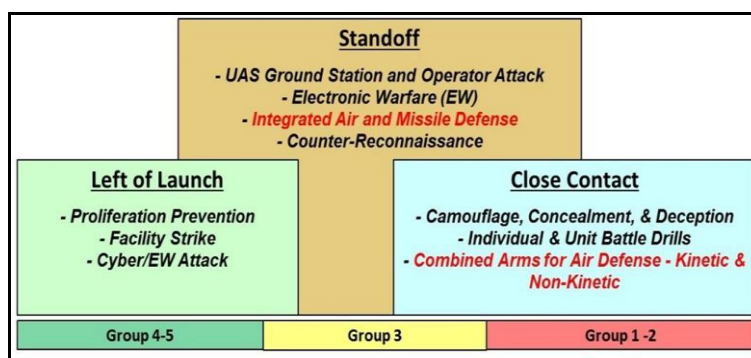 Standoff
- UAS Ground Station and Operator Attack
- Electronic Warfare (EW)
- Integrated Air and Missile Defense
- Counter-Reconnaissance
Left of Launch
- Proliferation Prevention
- Facility Strike
- Cyber/EW Attack
Close Contact
- Camouflage, Concealment, & Deception
- Individual & Unit Battle Drills
- Combined Arms for Air Defense - Kinetic &
Non-Kinetic
Group 4-5
Group 3
Group 1 -2